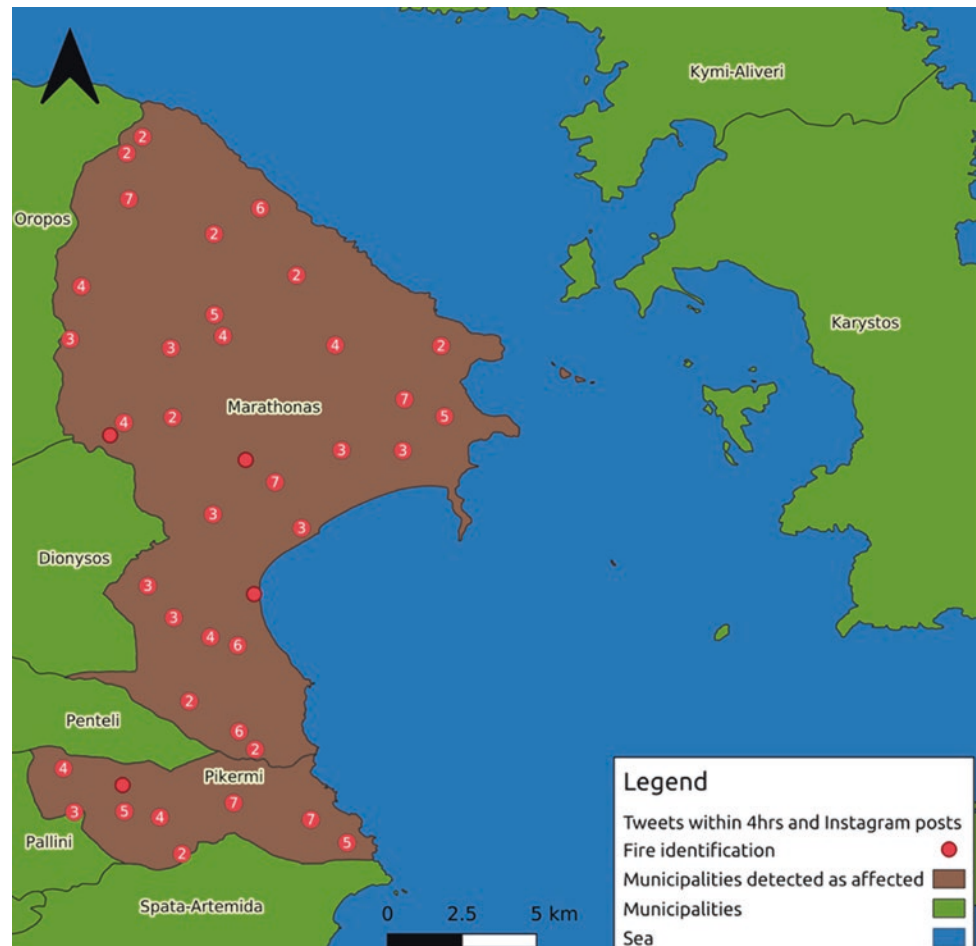 Kymi-Aliveri
2
2
7
6
Oropos
2
2
4
5
Karystos
4
3
3
4
2
7
Marathonas
5
2
4
3
3
7
3
3
Dionysos
3
3
4
6
2
Penteli
6
2
4
Pikermi
7
3
5
4
7
Pallini
5
2
Spata-Artemida
0 2.5 5 km
Legend
Tweets within 4hrs and Instagram posts
Fire identification
Municipalities detected as affected
Municipalities
Sea